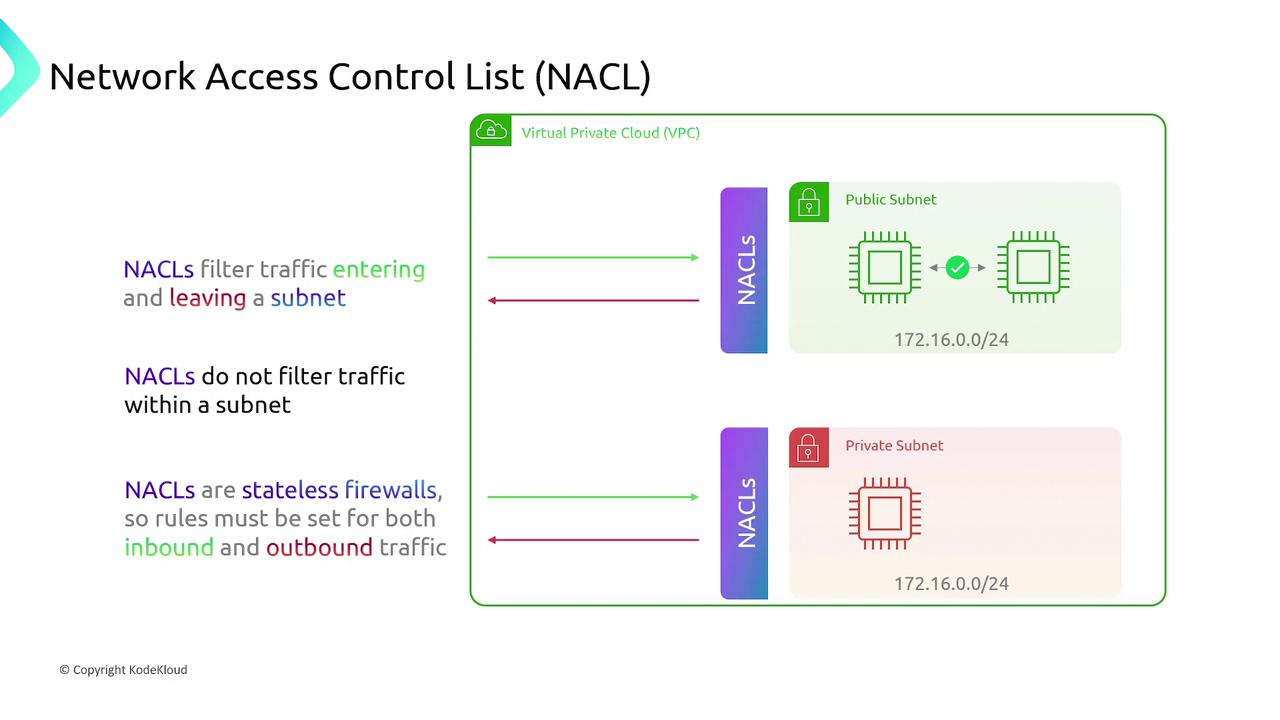 Network Access Control List (NACL)
Virtual Private Cloud (VPC)
NACLs filter traffic entering
and leaving a subnet
NACLs do not filter traffic
within a subnet
NACLs are stateless firewalls,
so rules must be set for both
inbound and outbound traffic
NACLs
Public Subnet
172.16.0.0/24
NACLs
Private Subnet
172.16.0.0/24
© Copyright KodeKloud